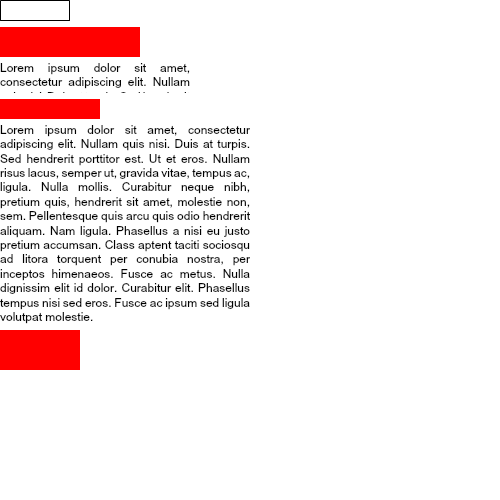 Lorem ipsum dolor sit amet,
consectetur adipiscing elit. Nullam
Lorem ipsum dolor sit amet, consectetur
adipiscing elit. Nullam quis nisi. Duis at turpis.
Sed hendrerit porttitor est. Ut et eros. Nullam
risus lacus, semper ut, gravida vitae, tempus ac,
ligula. Nulla mollis. Curabitur neque nibh,
pretium quis, hendrerit sit amet, molestie non,
sem. Pellentesque quis arcu quis odio hendrerit
aliquam. Nam ligula. Phasellus a nisi eu justo
pretium accumsan. Class aptent taciti sociosqu
ad litora torquent per conubia nostra, per
inceptos himenaeos. Fusce ac metus. Nulla
dignissim elit id dolor. Curabitur elit. Phasellus
tempus nisi sed eros. Fusce ac ipsum sed ligula
volutpat molestie.